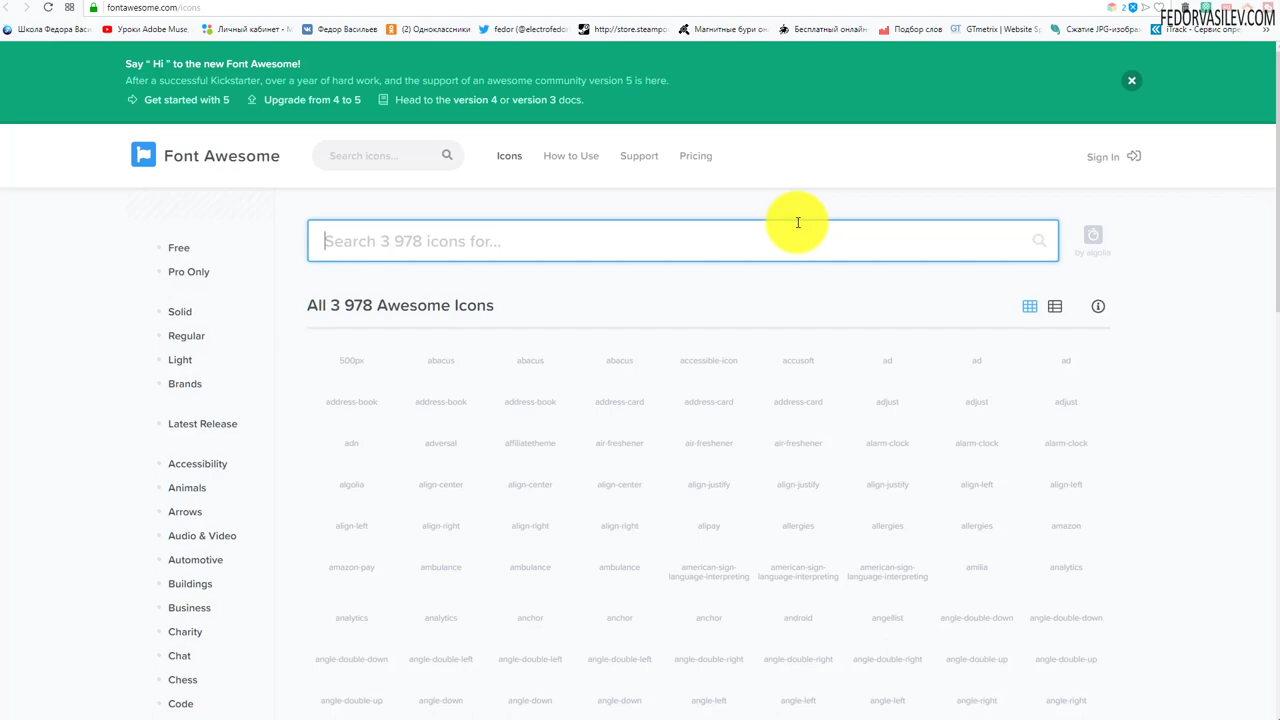 fontawesome.com/icons
2
FEDORVASILEV.COM
Школа Федора Васи...
Уроки Adobe Muse,
Личный кабинет - М
Федор Васильев
(2) Одноклассники
fedor (@electrofedor
http://store.steampo
Магнитные бури он
Бесплатный онлайн
Подбор слов
GTmetrix | Website Sp
Сжатие JPG-изображ
iTrack - Сервис опре
Say “ Hi ” to the new Font Awesome!
After a successful Kickstarter, over a year of hard work, and the support of an awesome community version 5 is here.
Get started with 5 Upgrade from 4 to 5 Head to the version 4 or version 3 docs.
Font Awesome
Search icons...
Icons
How to Use
Support
Pricing
Sign In
Search 3 978 icons for...
by algolia
Free
Pro Only
Solid
Regular
Light
Brands
Latest Release
Accessibility
Animals
Arrows
Audio & Video
Automotive
Buildings
Business
Charity
Chat
Chess
Code
All 3 978 Awesome Icons
500px abacus abacus abacus accessible-icon accusoft ad ad ad
address-book address-book address-book address-card address-card address-card adjust adjust adjust
adn adversal affiliatetheme air-freshener air-freshener air-freshener alarm-clock alarm-clock alarm-clock
algolia align-center align-center align-center align-justify align-justify align-justify align-left align-left
align-left align-right align-right align-right alipay allergies allergies allergies amazon
amazon-pay ambulance ambulance ambulance american-sign-language-interpreting american-sign-language-interpreting american-sign-language-interpreting amilia analytics
analytics analytics anchor anchor anchor android angellist angle-double-down angle-double-down
angle-double-down angle-double-left angle-double-left angle-double-left angle-double-right angle-double-right angle-double-right angle-double-up angle-double-up
angle-double-up angle-down angle-down angle-down angle-left angle-left angle-left angle-right angle-right